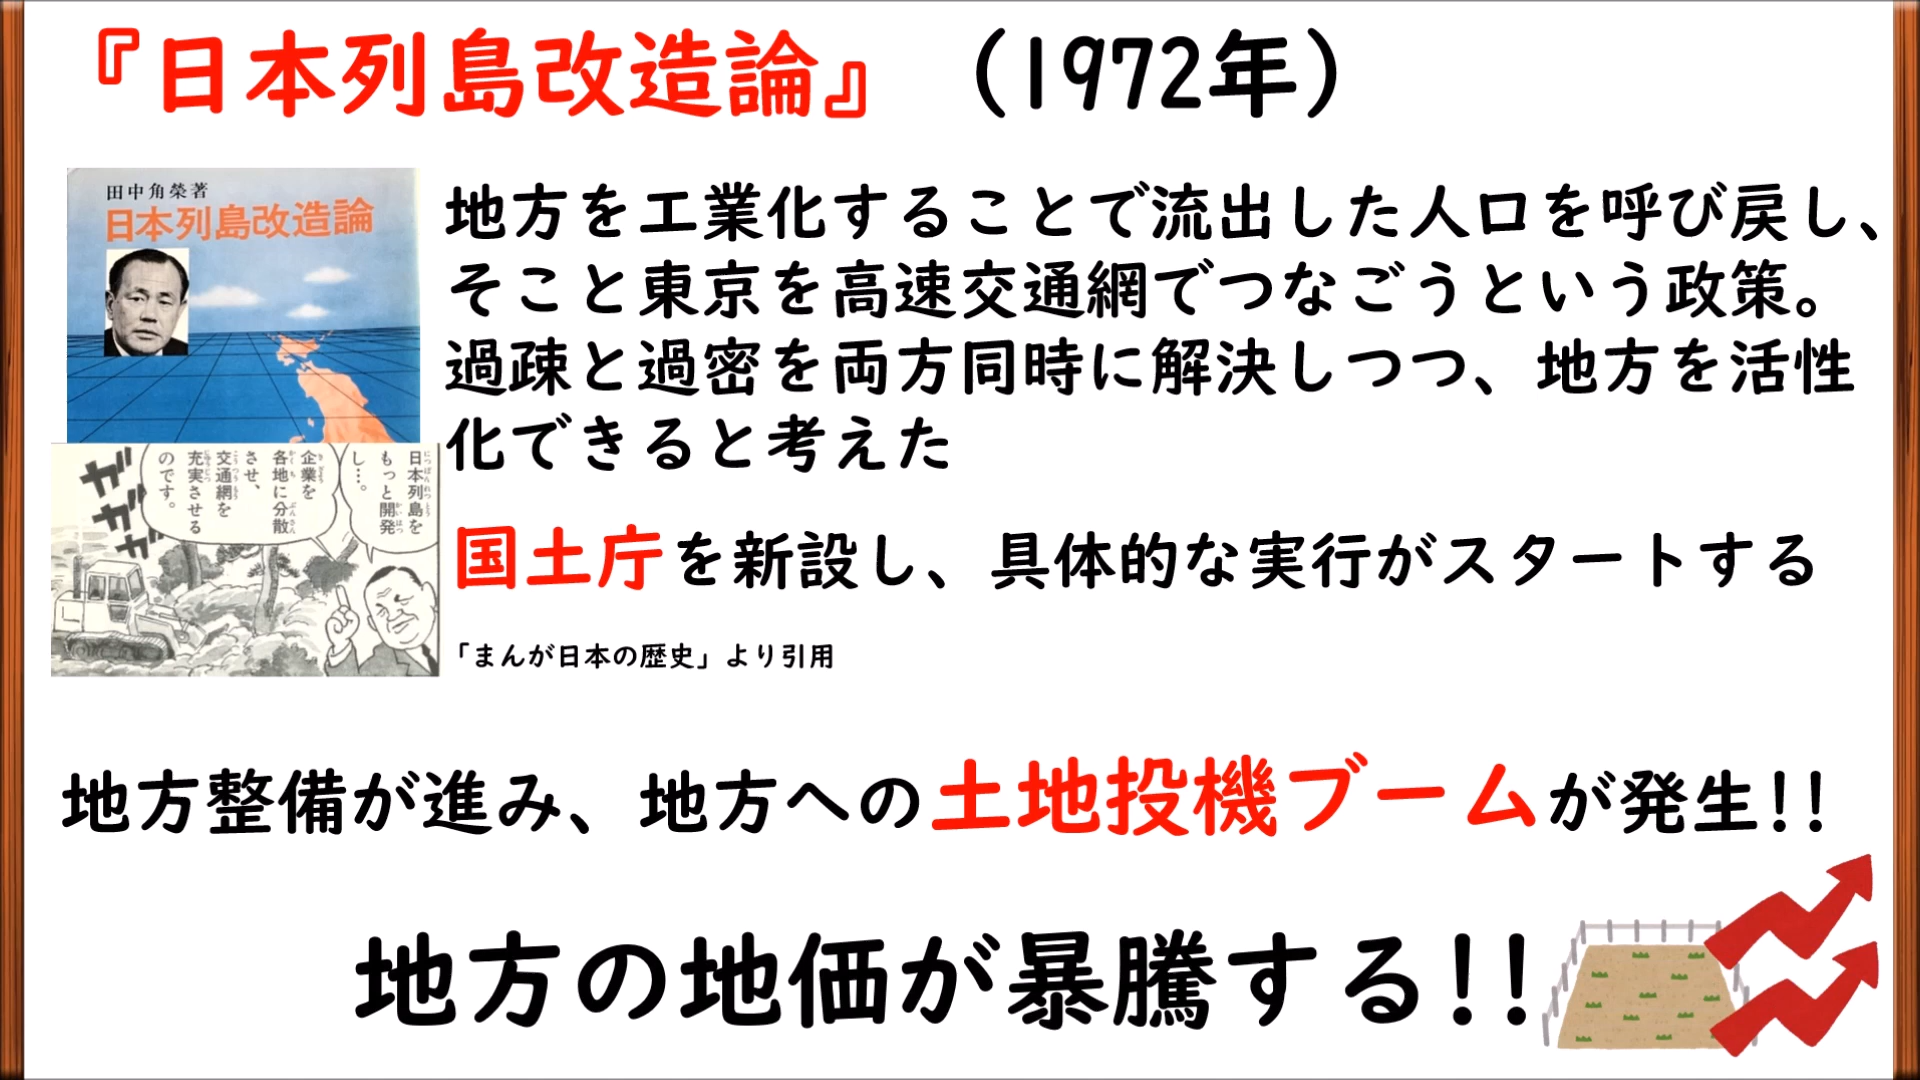 『日本列島改造論』 (1972年)
田中角榮著
日本列島改造論
地方を工業化することで流出した人口を呼び戻し、
そこと東京を高速交通網でつなごうという政策。
過疎と過密を両方同時に解決しつつ、地方を活性
化できると考えた
日本列島を
もっと開発
し…。
企業を
各地に分散
させ、
交通網を
充実させる
のです。
ガガガガ
国土庁を新設し、具体的な実行がスタートする
「まんが日本の歴史」より引用
地方整備が進み、地方への土地投機ブームが発生!!
地方の地価が暴騰する!!